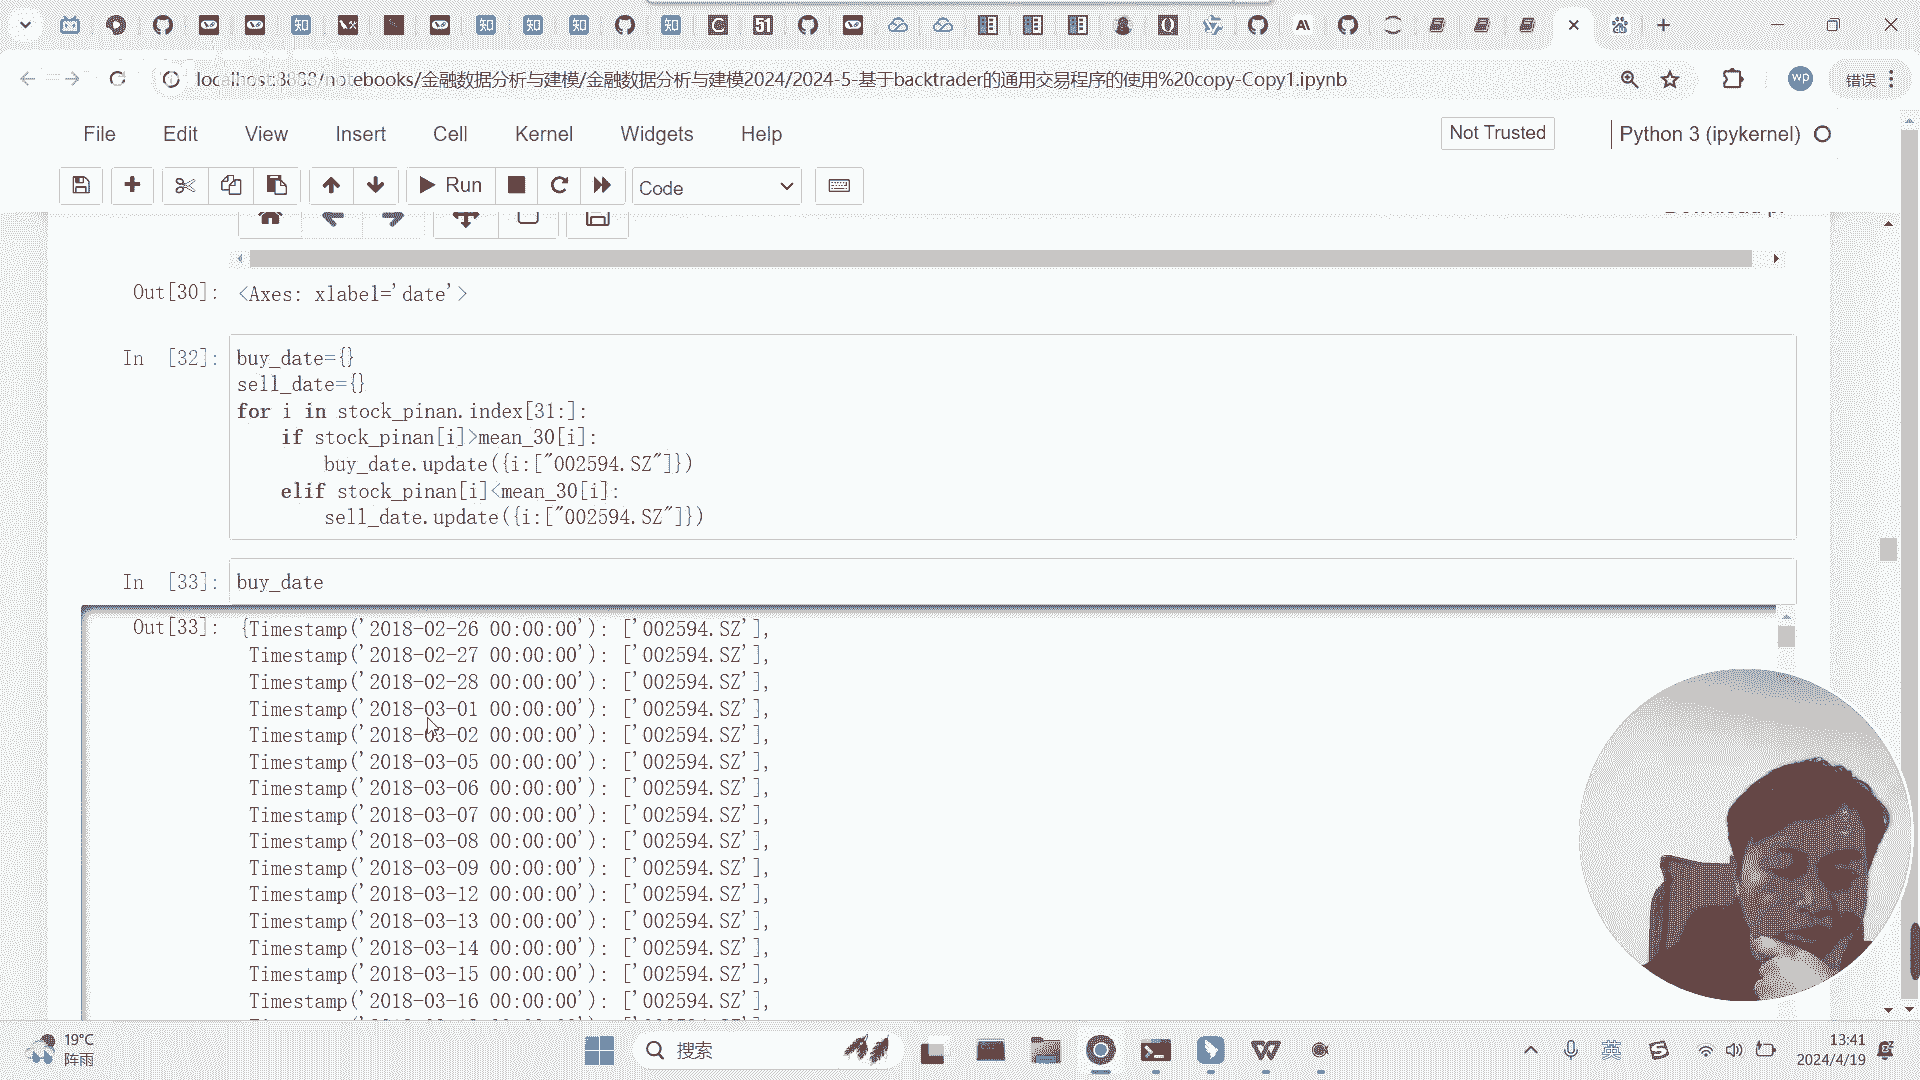 localhost:8888/notebooks/金融数据分析与建模/金融数据分析与建模2024/2024-5-基于backtrader的通用交易程序的使用%20copy-Copy1.ipynb
wp
错误
File Edit View Insert Cell Kernel Widgets Help
Not Trusted
Python 3 (ipykernel)
Run
Code
Out[30]: <Axes: xlabel='date'>
In [32]: buy_date={}
sell_date={}
for i in stock_pinan.index[31:]:
    if stock_pinan[i]>mean_30[i]:
        buy_date.update({i:["002594.SZ"]})
    elif stock_pinan[i]<mean_30[i]:
        sell_date.update({i:["002594.SZ"]})
In [33]: buy_date
Out[33]: {Timestamp('2018-02-26 00:00:00'): ['002594.SZ'],
Timestamp('2018-02-27 00:00:00'): ['002594.SZ'],
Timestamp('2018-02-28 00:00:00'): ['002594.SZ'],
Timestamp('2018-03-01 00:00:00'): ['002594.SZ'],
Timestamp('2018-03-02 00:00:00'): ['002594.SZ'],
Timestamp('2018-03-05 00:00:00'): ['002594.SZ'],
Timestamp('2018-03-06 00:00:00'): ['002594.SZ'],
Timestamp('2018-03-07 00:00:00'): ['002594.SZ'],
Timestamp('2018-03-08 00:00:00'): ['002594.SZ'],
Timestamp('2018-03-09 00:00:00'): ['002594.SZ'],
Timestamp('2018-03-12 00:00:00'): ['002594.SZ'],
Timestamp('2018-03-13 00:00:00'): ['002594.SZ'],
Timestamp('2018-03-14 00:00:00'): ['002594.SZ'],
Timestamp('2018-03-15 00:00:00'): ['002594.SZ'],
Timestamp('2018-03-16 00:00:00'): ['002594.SZ'],
19°C
阵雨
搜索
英
13:41
2024/4/19